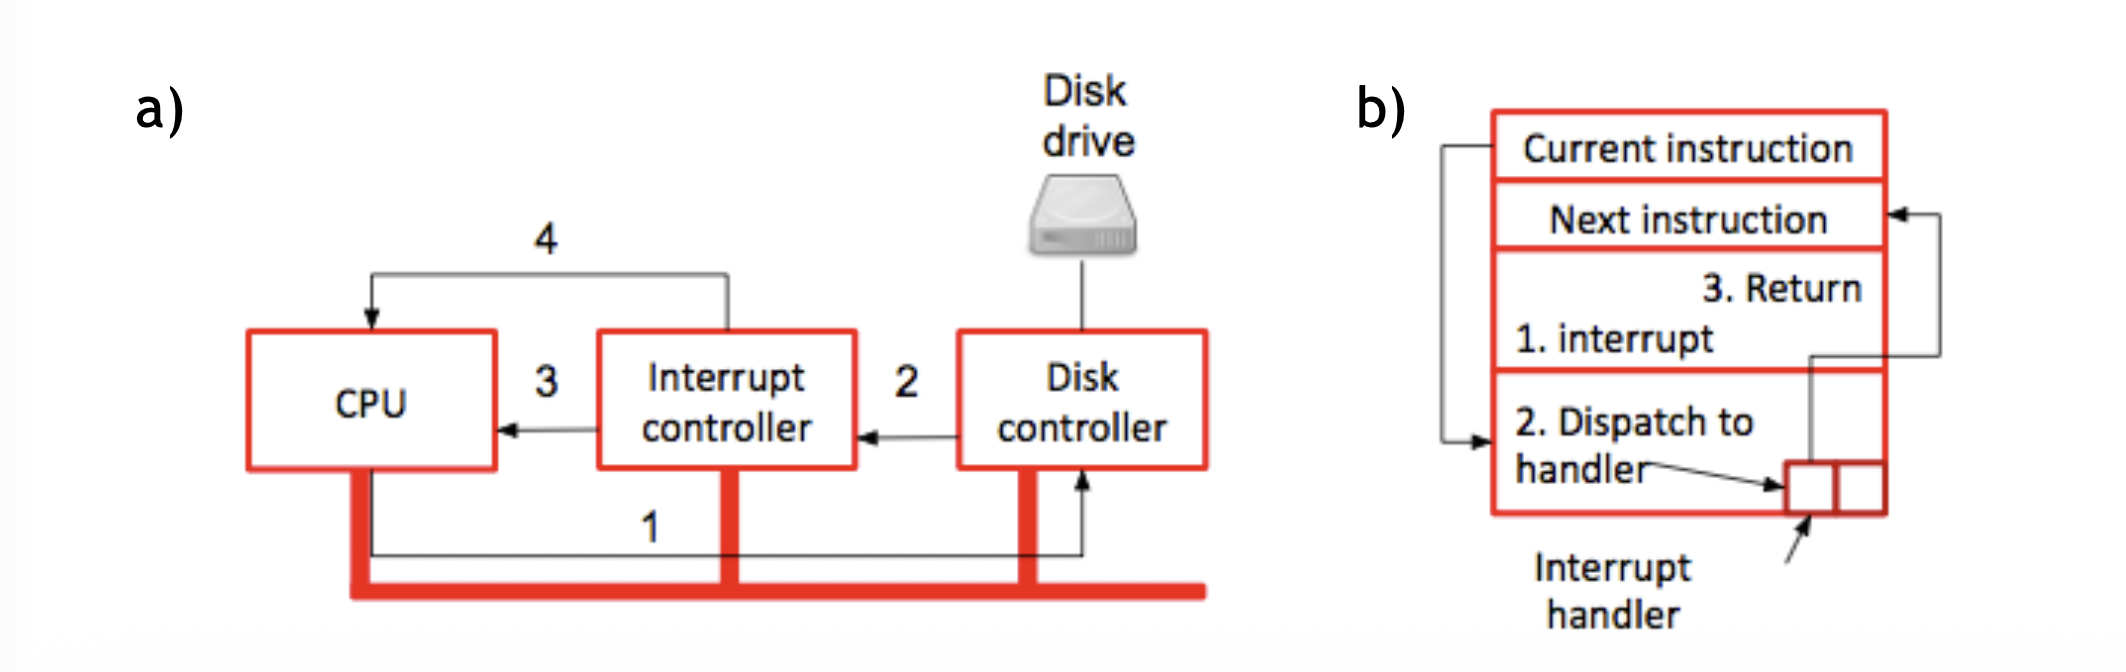 a)
Disk
drive
4
CPU
3
Interrupt
controller
2
Disk
controller
1
b)
Current instruction
Next instruction
3. Return
1. interrupt
2. Dispatch to
handler
Interrupt
handler